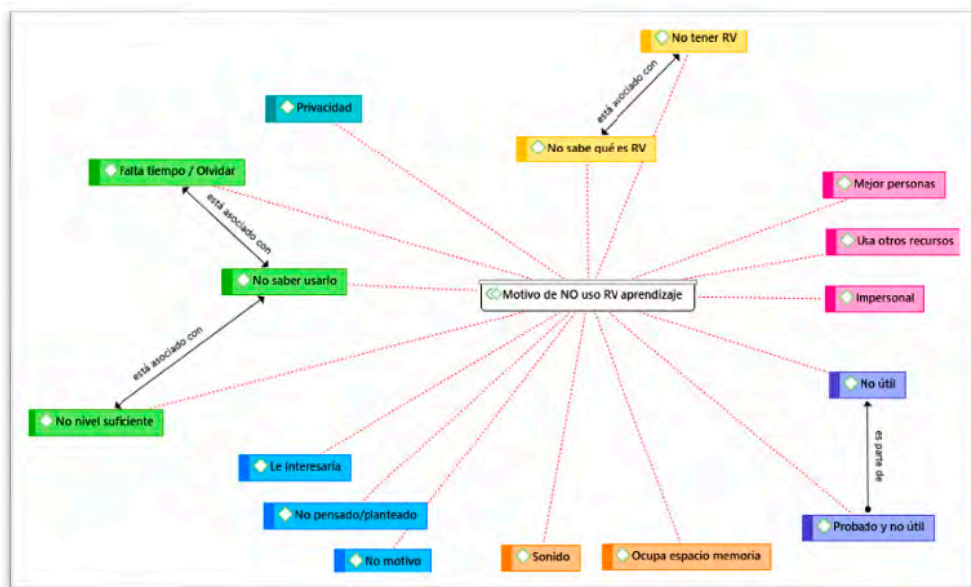 No tener RV
está asociado con
Privacidad
No sabe qué es RV
Falta tiempo / Olvidar
Mejor personas
está asociado con
Usa otros recursos
No saber usarlo
Motivo de NO uso RV aprendizaje
Impersonal
está asociado con
No útil
No nivel suficiente
es parte de
Le interesaría
No pensado/planteado
Probado y no útil
No motivo
Sonido
Ocupa espacio memoria